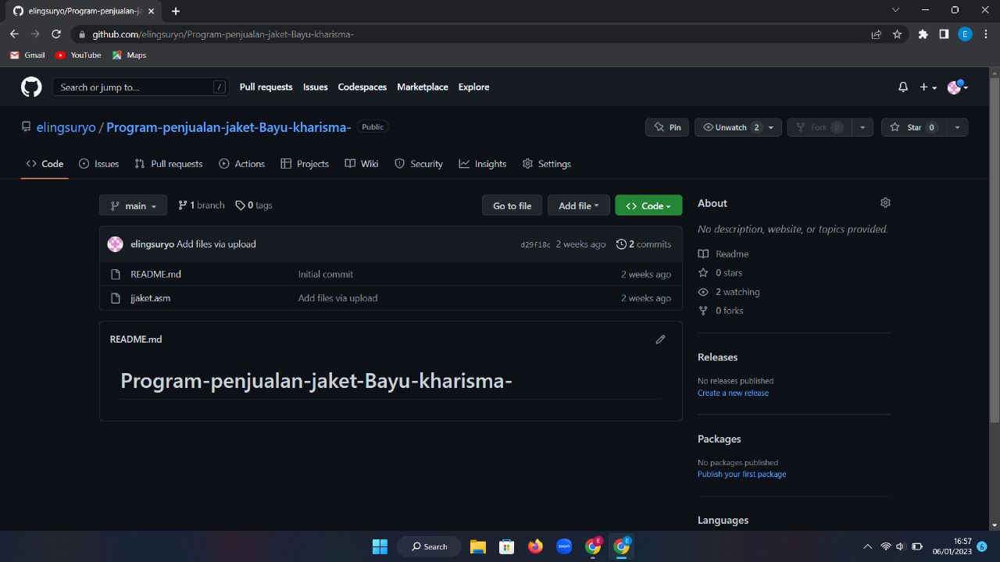 elingsuryo/Program-penjualan-ja
github.com/elingsuryo/Program-penjualan-jaket-Bayu-kharisma-
E
Gmail
YouTube
Maps
Search or jump to...
/
Pull requests
Issues
Codespaces
Marketplace
Explore
elingsuryo / Program-penjualan-jaket-Bayu-kharisma-
Public
Pin
Unwatch 2
Fork 0
Star 0
Code
Issues
Pull requests
Actions
Projects
Wiki
Security
Insights
Settings
main
1 branch
0 tags
Go to file
Add file
Code
elingsuryo Add files via upload
d29f18c 2 weeks ago
2 commits
README.md
Initial commit
2 weeks ago
jjaket.asm
Add files via upload
2 weeks ago
README.md
Program-penjualan-jaket-Bayu-kharisma-
About
No description, website, or topics provided.
Readme
0 stars
2 watching
0 forks
Releases
No releases published
Create a new release
Packages
No packages published
Publish your first package
Languages
Search
zoom
E
E
16:57
06/01/2023
6